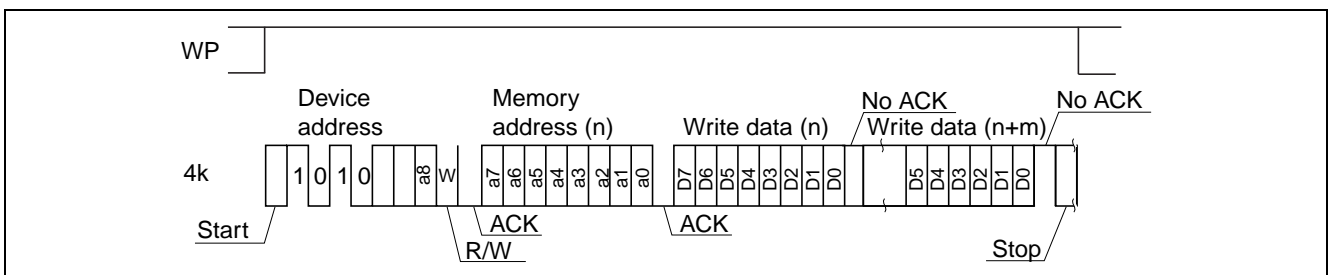 WP
Device
address
Memory
address (n)
No ACK
No ACK
Write data (n)
Write data (n+m)
4k
1 0 1 0 a8 W a7 a6 a5 a4 a3 a2 a1 a0 D7 D6 D5 D4 D3 D2 D1 D0 D5 D4 D3 D2 D1 D0
Start
ACK
R/W
ACK
Stop